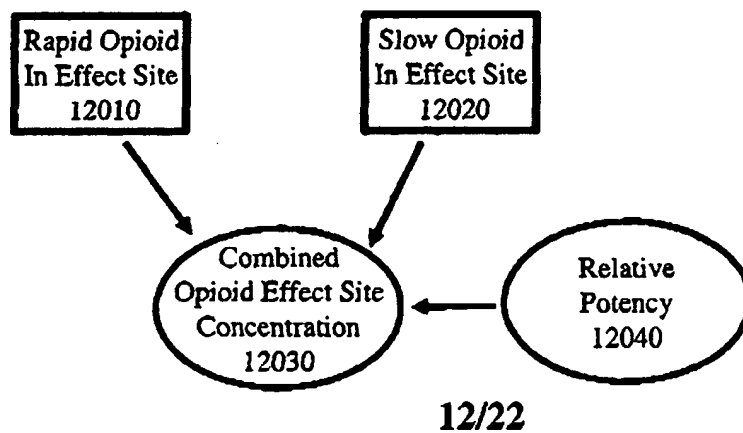 Rapid Opioid
In Effect Site
12010
Slow Opioid
In Effect Site
12020
Combined
Opioid Effect Site
Concentration
12030
Relative
Potency
12040
12/22